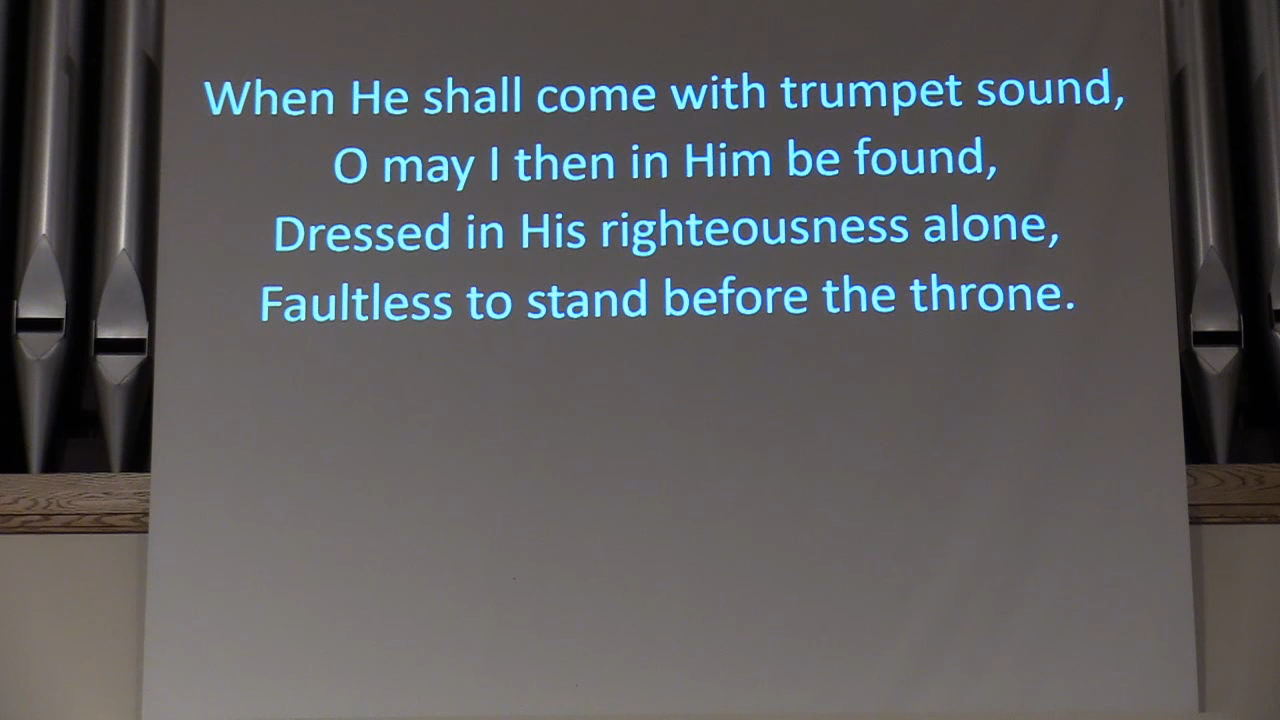 When He shall come with trumpet sound,
O may I then in Him be found,
Dressed in His righteousness alone,
Faultless to stand before the throne.